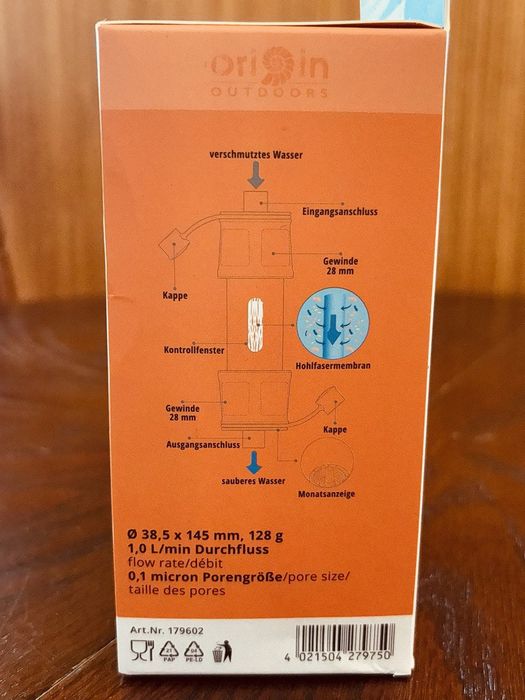 origin
OUTDOORS
verschmutztes Wasser
Eingangsanschluss
Gewinde
28 mm
Kappe
Kontrollfenster
Hohlfasermembran
Gewinde
28 mm
Kappe
Ausgangsanschluss
sauberes Wasser
Monatsanzeige
Ø 38,5 x 145 mm, 128 g
1,0 L/min Durchfluss
flow rate/débit
0,1 micron Porengröße/pore size/
taille des pores
Art.Nr. 179602
PAP
PE-LD
4 021504 279750